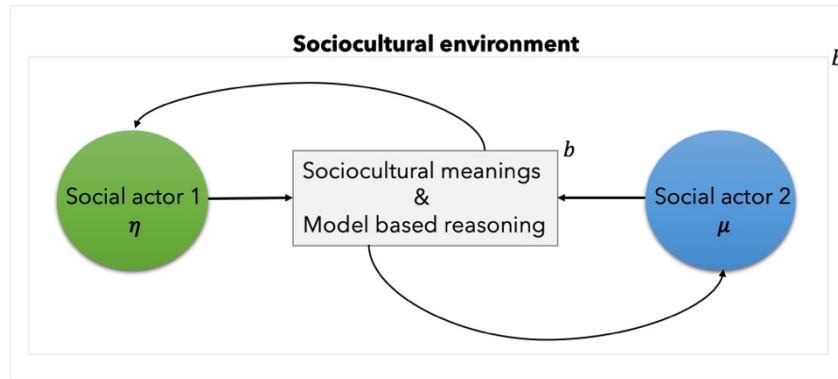 Sociocultural environment
b
b
Sociocultural meanings
&
Model based reasoning
Social actor 1
η
Social actor 2
μ